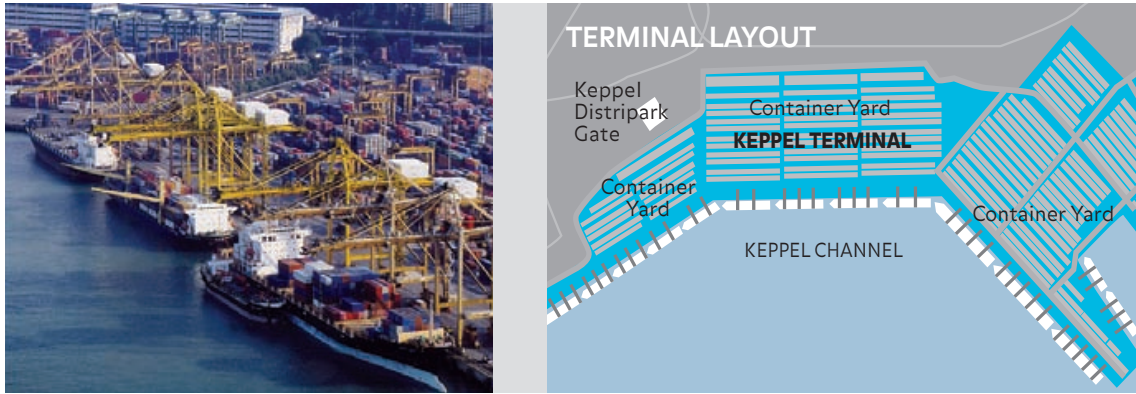 TERMINAL LAYOUT
Keppel
Distripark
Gate
Container Yard
KEPPEL TERMINAL
Container
Yard
Container Yard
KEPPEL CHANNEL